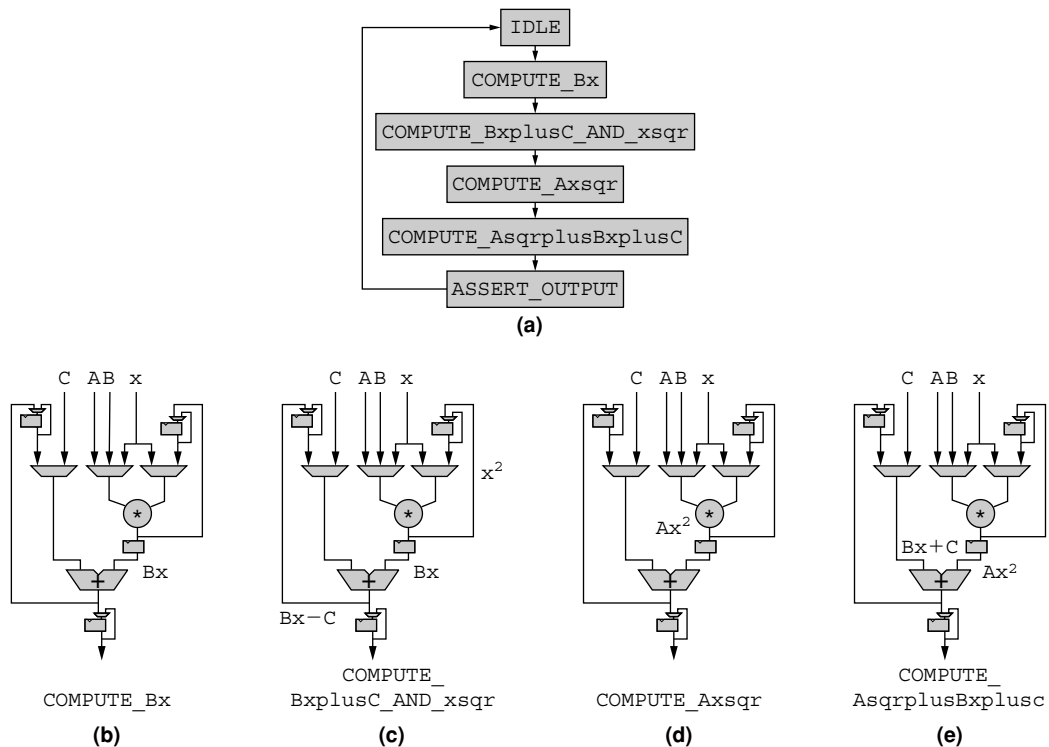 IDLE
COMPUTE_Bx
COMPUTE_BxplusC_AND_xsqr
COMPUTE_Axsqr
COMPUTE_AsqrplusBxplusC
ASSERT_OUTPUT
(a)
C AB x
*
Bx
+
COMPUTE_Bx
(b)
C AB x
x²
*
Bx
+
Bx−C
COMPUTE_
BxplusC_AND_xsqr
(c)
C AB x
*
Ax²
+
COMPUTE_Axsqr
(d)
C AB x
*
Bx+C
Ax²
+
COMPUTE_
AsqrplusBxplusc
(e)